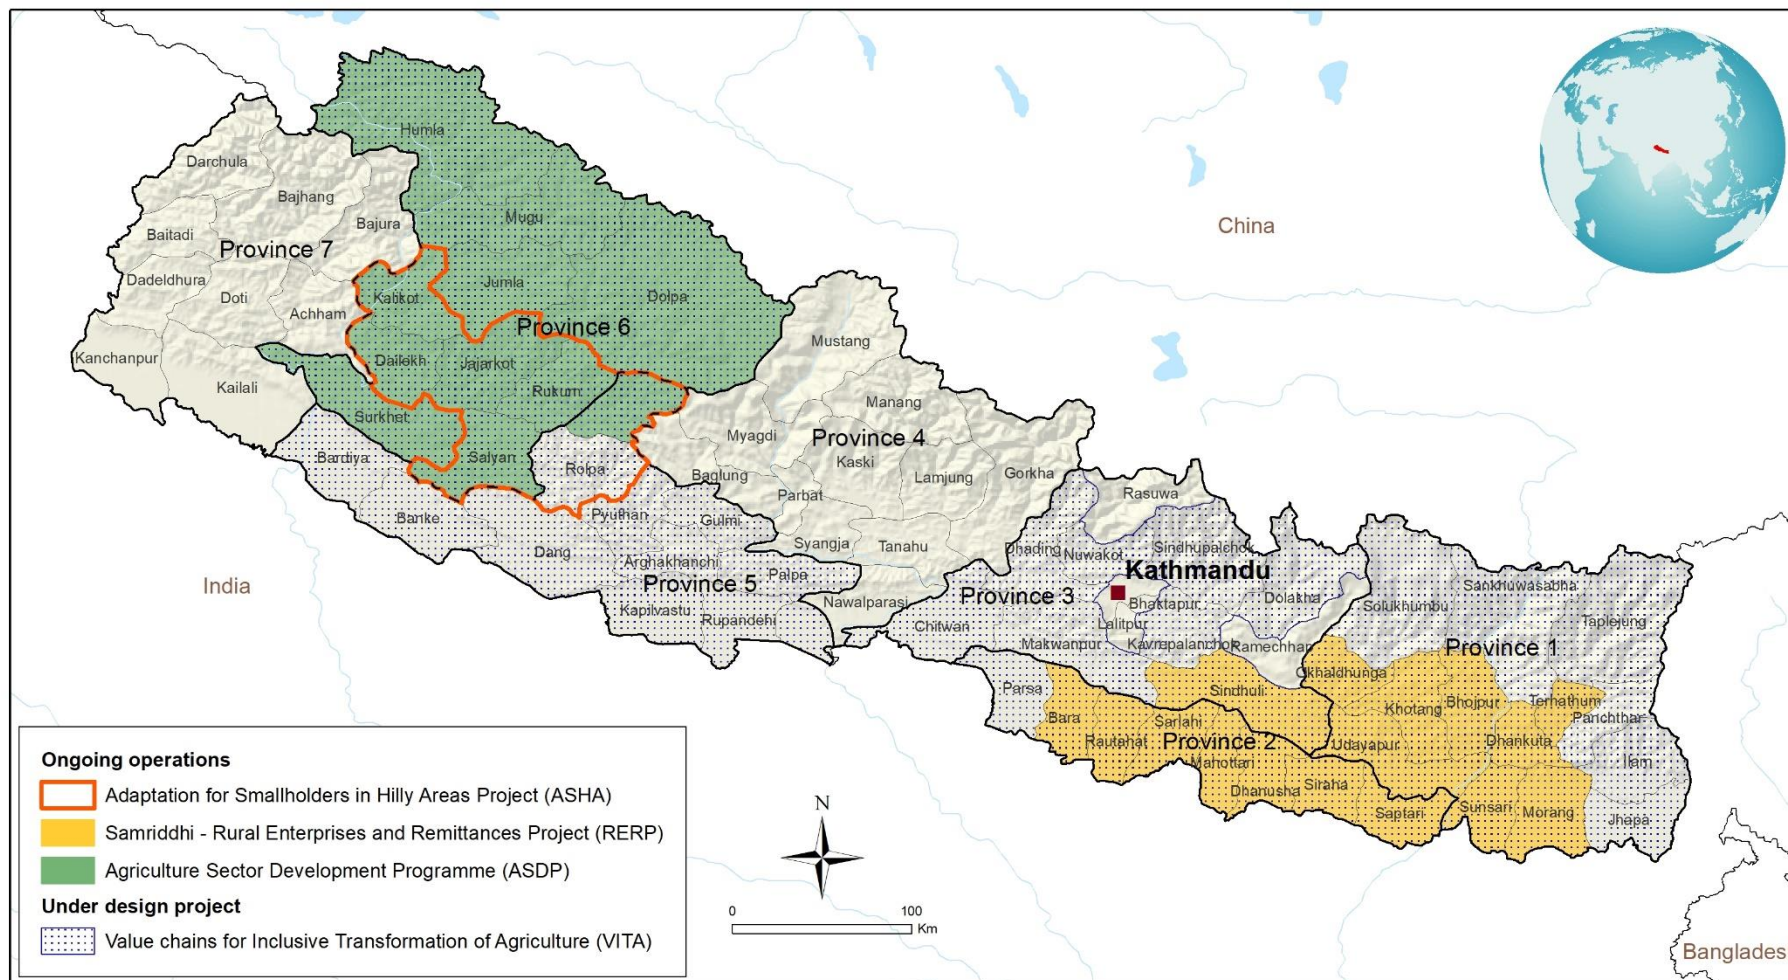 Humla
Darchula
Bajhang
Mugu
Bajura
China
Baitadi
Province 7
Dadeldhura
Jumla
Doti
Kalikot
Dolpa
Achham
Province 6
Mustang
Kanchanpur
Dailekh
Jajarkot
Kailali
Rukum
Manang
Surkhet
Myagdi
Province 4
Bardiya
Salyan
Rolpa
Kaski
Baglung
Lamjung
Gorkha
Parbat
Rasuwa
Banke
Pyuthan
Gulmi
Syangja
Tanahu
Dhading
Nuwakot
Sindhupalchok
Dang
Arghakhanchi
Kathmandu
India
Province 5
Palpa
Province 3
Sankhuwasabha
Nawalparasi
Bhaktapur
Dolakha
Solukhumbu
Kapilvastu
Rupandehi
Chitwan
Lalitpur
Taplejung
Makwanpur
Kavrepalanchok
Ramechhap
Province 1
Okhaldhunga
Parsa
Sindhuli
Bhojpur
Terhathum
Khotang
Panchthar
Bara
Sarlahi
Rautahat
Province 2
Udayapur
Dhankuta
Mahottari
Ilam
Siraha
Dhanusha
Saptari
Sunsari
Morang
Jhapa
Ongoing operations
Adaptation for Smallholders in Hilly Areas Project (ASHA)
Samriddhi - Rural Enterprises and Remittances Project (RERP)
Agriculture Sector Development Programme (ASDP)
Under design project
Value chains for Inclusive Transformation of Agriculture (VITA)
N
0 100
Km
Banglades